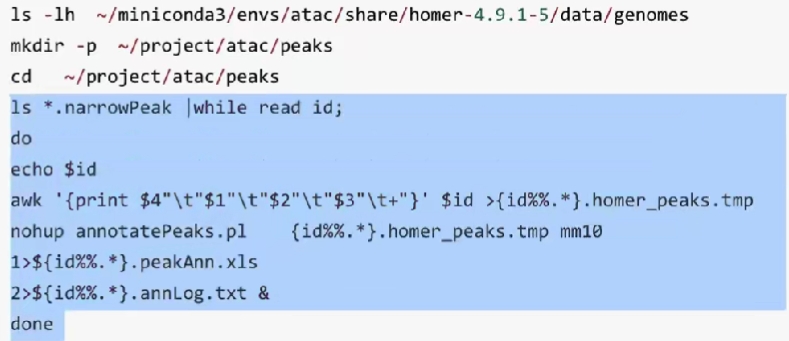 ls -lh  ~/miniconda3/envs/atac/share/homer-4.9.1-5/data/genomes
mkdir -p  ~/project/atac/peaks
cd   ~/project/atac/peaks
ls *.narrowPeak |while read id;
do
echo $id
awk '{print $4"\t"$1"\t"$2"\t"$3"\t+"}' $id >{id%%.*}.homer_peaks.tmp
nohup annotatePeaks.pl    {id%%.*}.homer_peaks.tmp mm10
1>${id%%.*}.peakAnn.xls
2>${id%%.*}.annLog.txt &
done